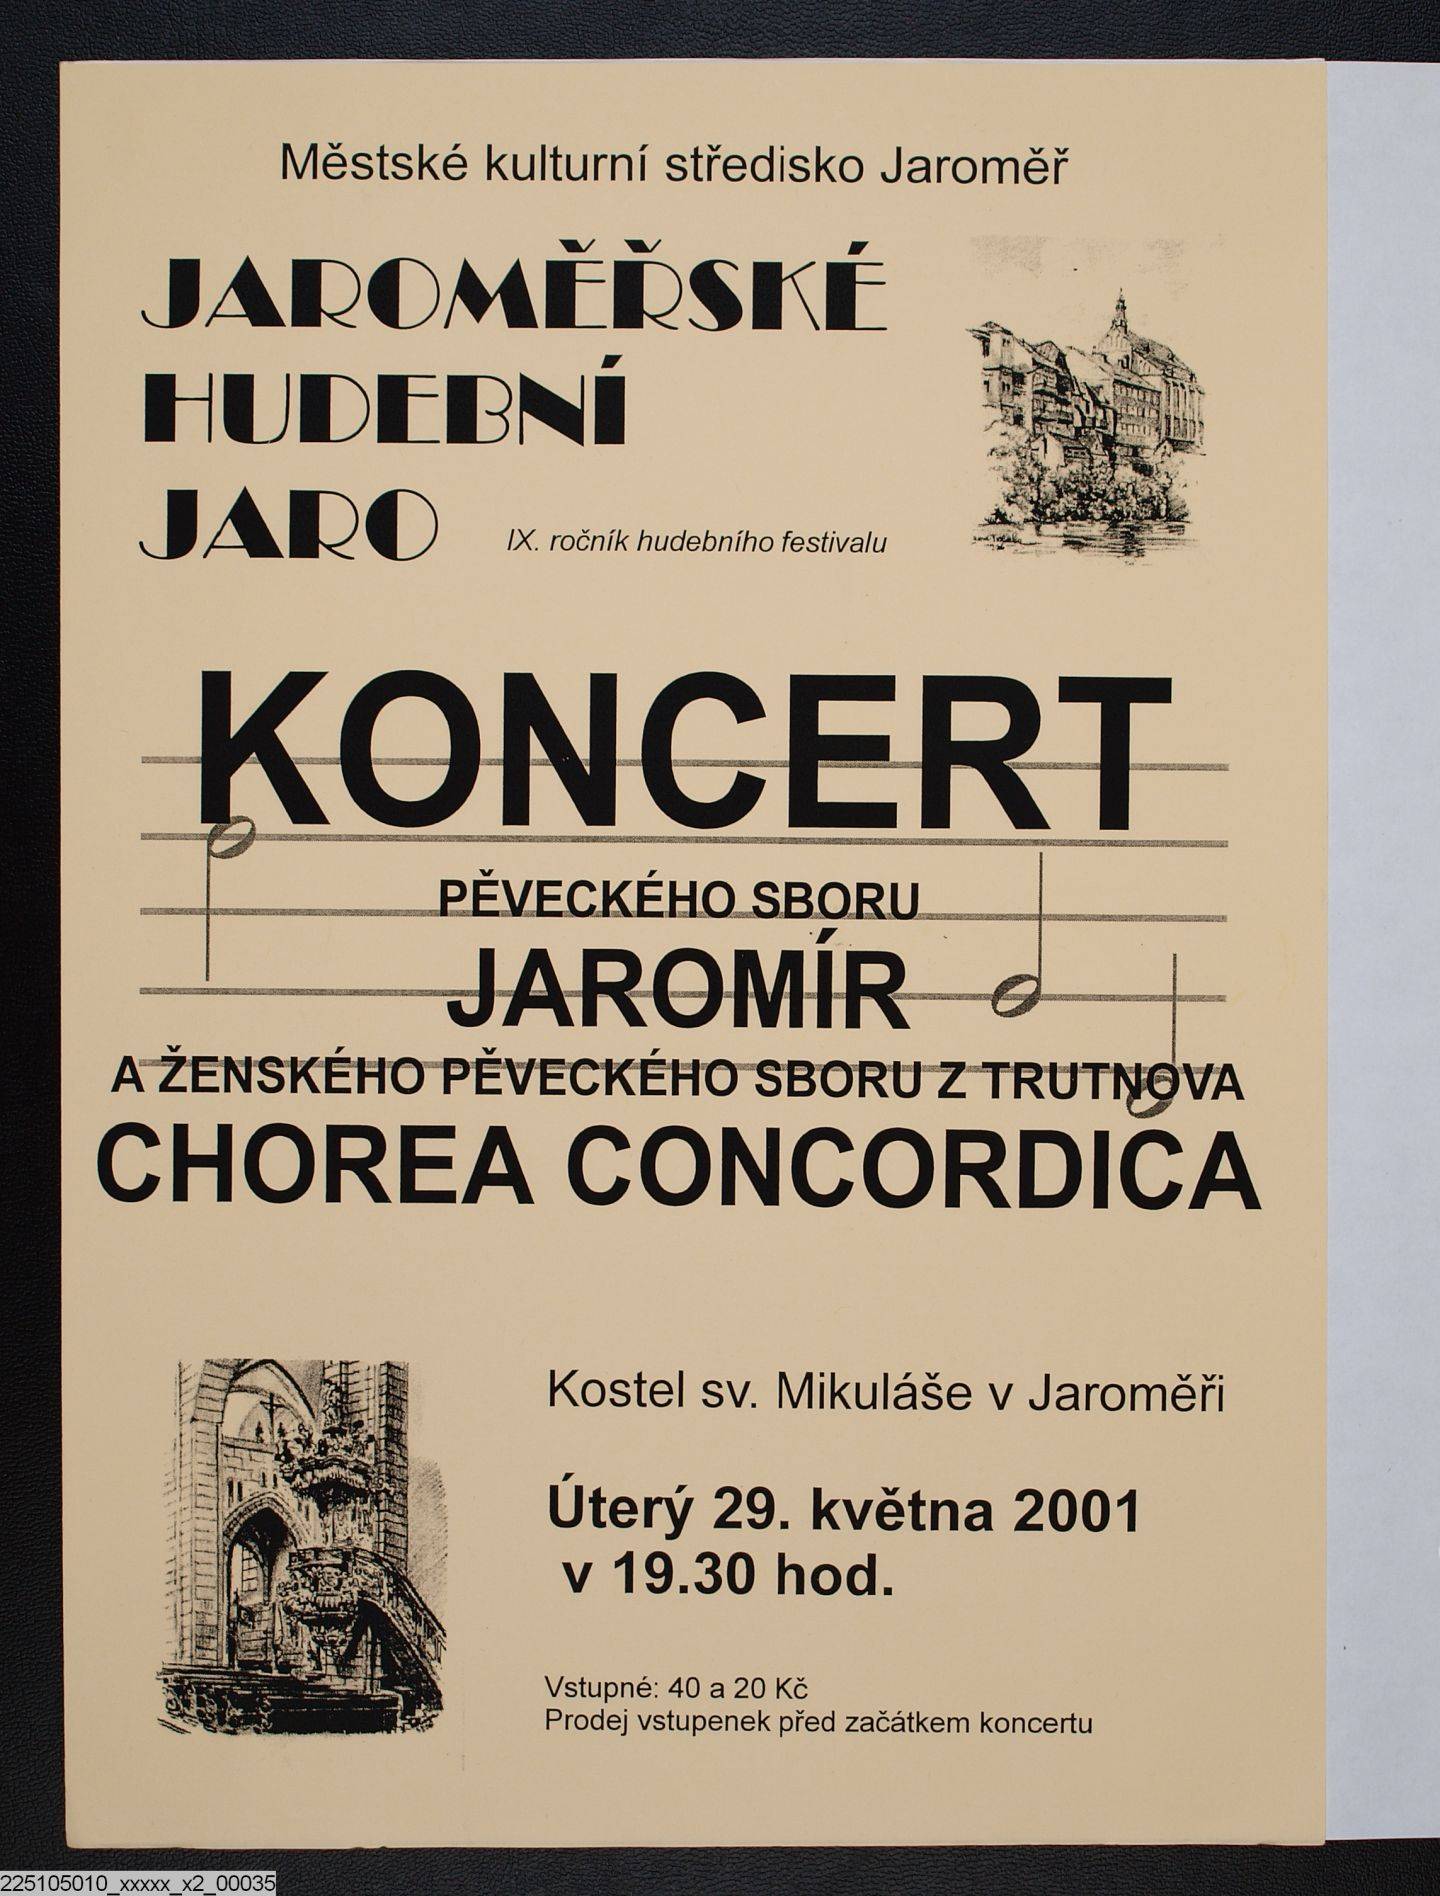 Městské kulturní středisko Jaroměř
JAROMĚŘSKÉ
HUDEBNÍ
JARO
IX. ročník hudebního festivalu
KONCERT
PĚVECKÉHO SBORU
JAROMÍR
A ŽENSKÉHO PĚVECKÉHO SBORU Z TRUTNOVA
CHOREA CONCORDICA
Kostel sv. Mikuláše v Jaroměři
Úterý 29. května 2001
v 19.30 hod.
Vstupné: 40 a 20 Kč
Prodej vstupenek před začátkem koncertu
225105010_xxxxx_x2_00035